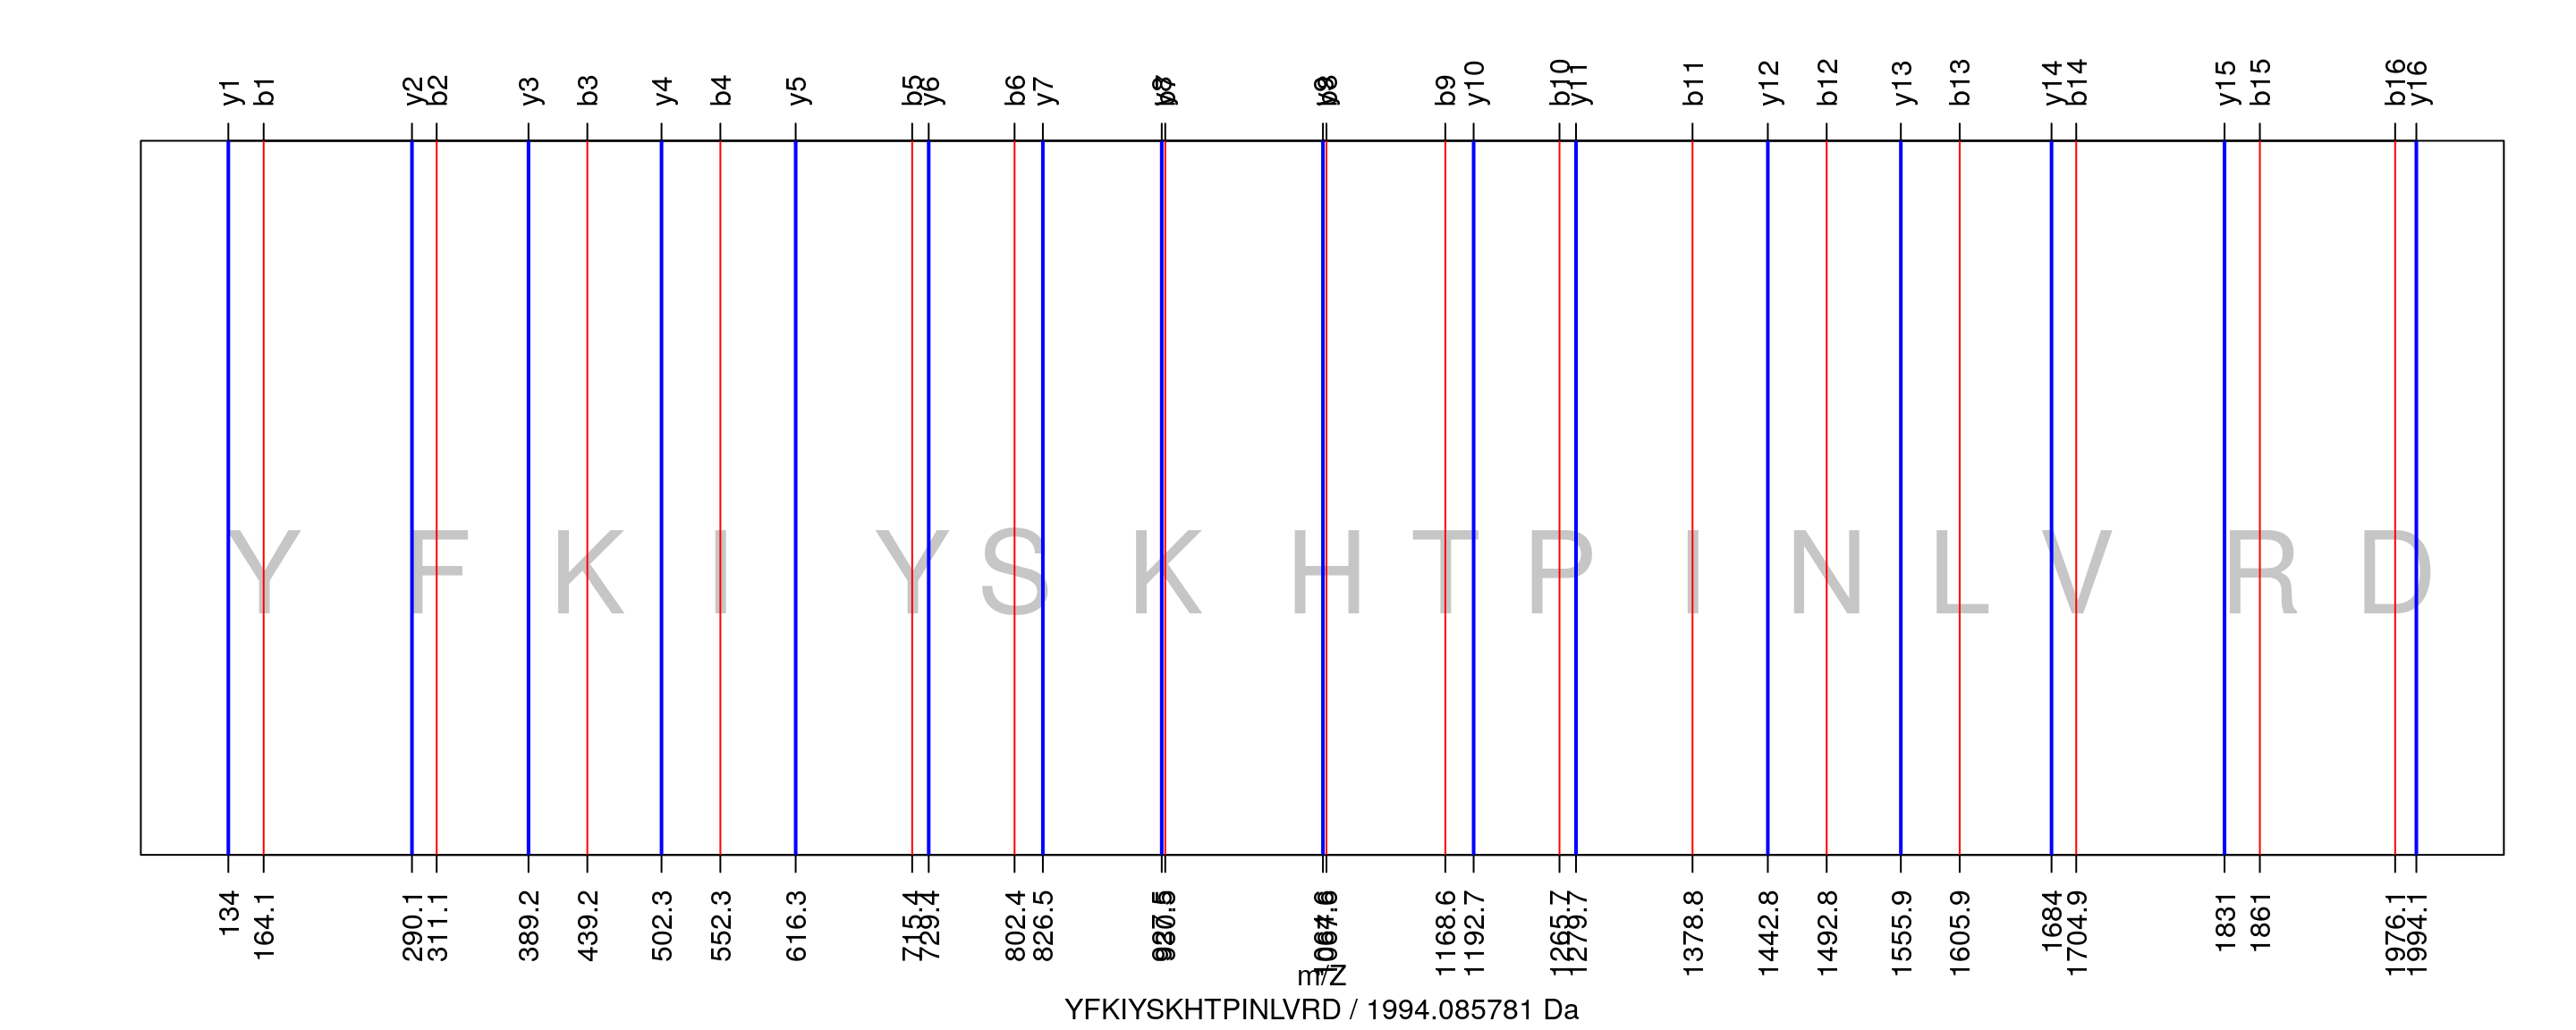 y1 b1 y2 b2 y3 b3 y4 b4 y5 b5 y6 b6 y7 y8 b7 y9 b8 b9 y10 b10 y11 b11 y12 b12 y13 b13 y14 b14 y15 b15 b16 y16
Y F K I Y S K H T P I N L V R D
134 164.1 290.1 311.1 389.2 439.2 502.3 552.3 616.3 715.4 729.4 802.4 826.5 1168.6 1192.7 1265.7 1279.7 1378.8 1442.8 1492.8 1555.9 1605.9 1684 1704.9 1831 1861 1976.1 1994.1
m/Z
YFKIYSKHTPINLVRD / 1994.085781 Da